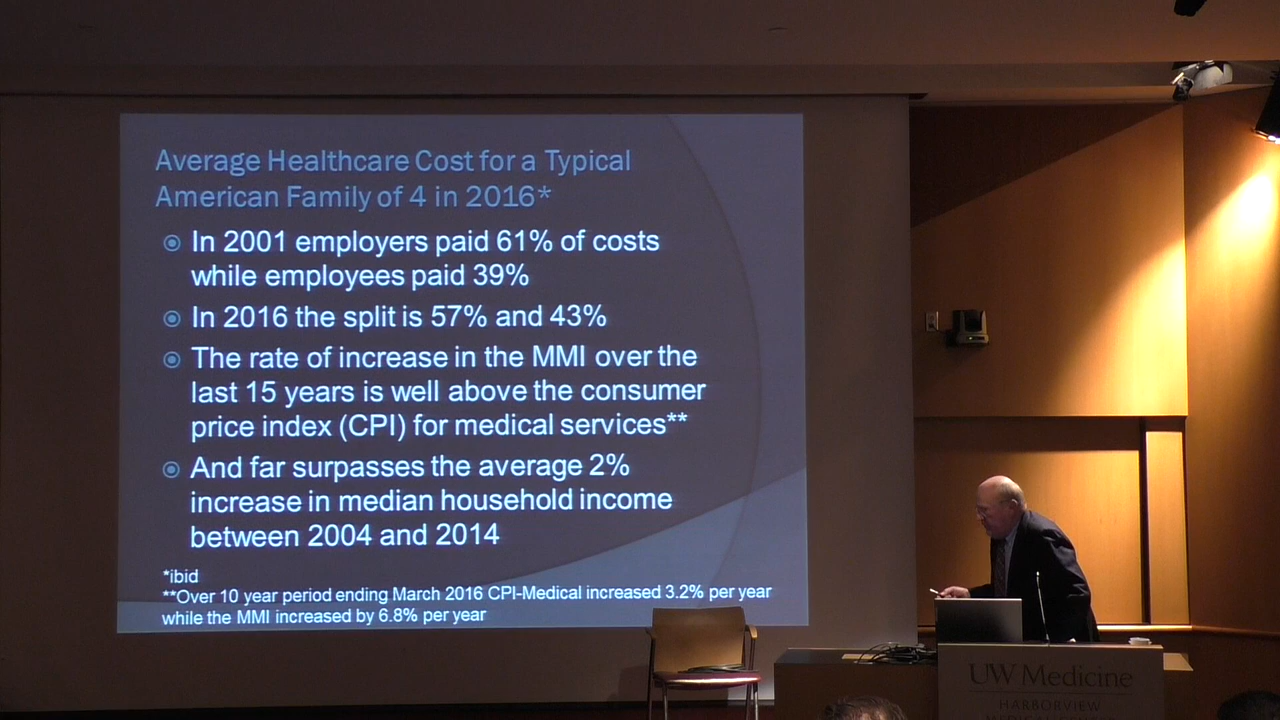 Average Healthcare Cost for a Typical
American Family of 4 in 2016*
In 2001 employers paid 61% of costs
while employees paid 39%
In 2016 the split is 57% and 43%
The rate of increase in the MMI over the
last 15 years is well above the consumer
price index (CPI) for medical services**
And far surpasses the average 2%
increase in median household income
between 2004 and 2014
*ibid
**Over 10 year period ending March 2016 CPI-Medical increased 3.2% per year
while the MMI increased by 6.8% per year
UW Medicine
HARBORVIEW